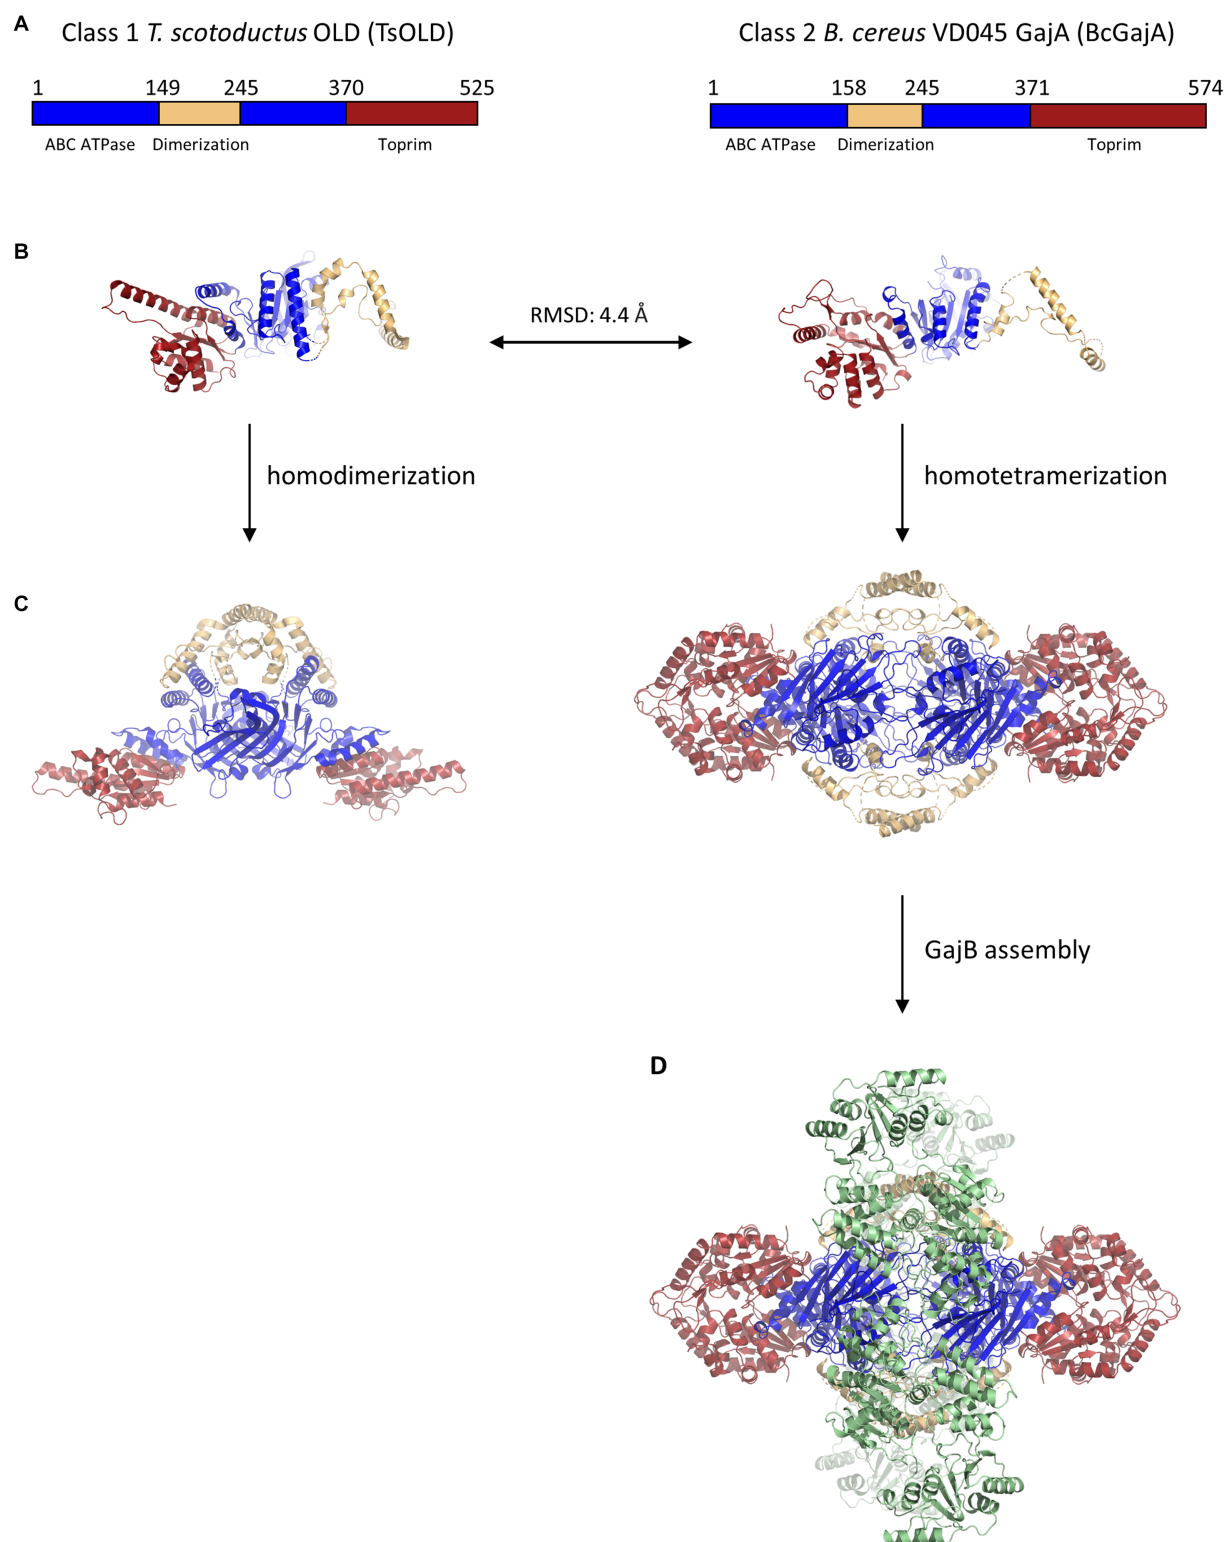 A
Class 1 T. scotoductus OLD (TsOLD)
Class 2 B. cereus VD045 GajA (BcGajA)
1 149 245 370 525
1 158 245 371 574
ABC ATPase Dimerization Toprim
ABC ATPase Dimerization Toprim
B
RMSD: 4.4 Å
homodimerization
homotetramerization
C
GajB assembly
D